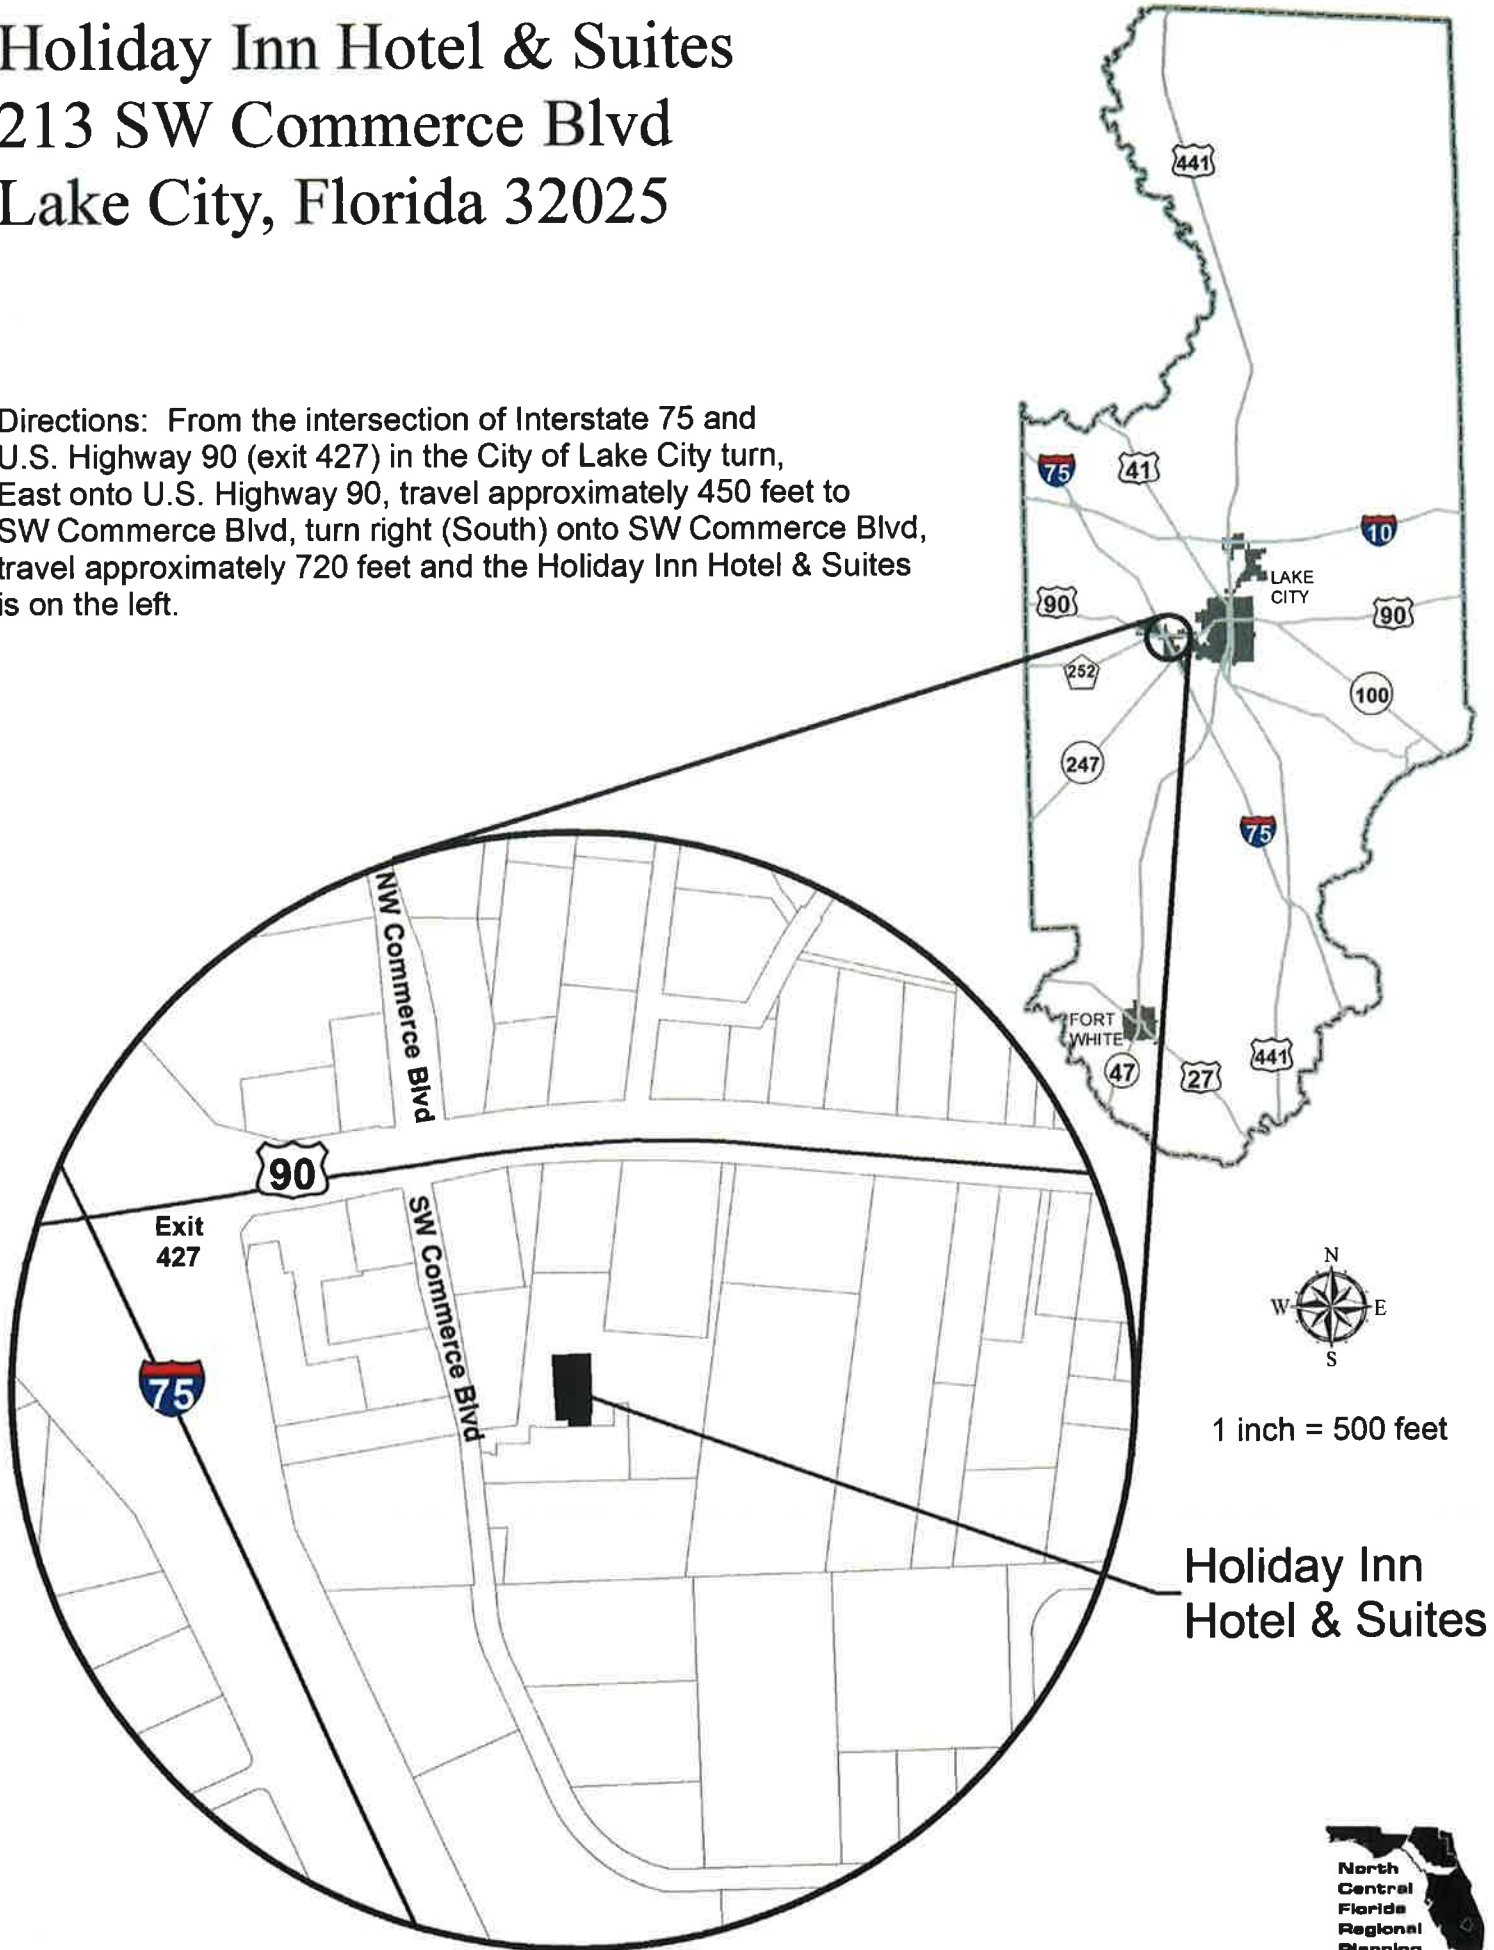 Holiday Inn Hotel & Suites
213 SW Commerce Blvd
Lake City, Florida 32025
Directions: From the intersection of Interstate 75 and
U.S. Highway 90 (exit 427) in the City of Lake City turn,
East onto U.S. Highway 90, travel approximately 450 feet to
SW Commerce Blvd, turn right (South) onto SW Commerce Blvd,
travel approximately 720 feet and the Holiday Inn Hotel & Suites
is on the left.
441
75
41
10
LAKE
CITY
90
90
252
100
247
75
FORT
WHITE
47
27
441
NW Commerce Blvd
90
Exit
427
SW Commerce Blvd
75
N
W
E
S
1 inch = 500 feet
Holiday Inn
Hotel & Suites
North
Central
Florida
Regional
Planning